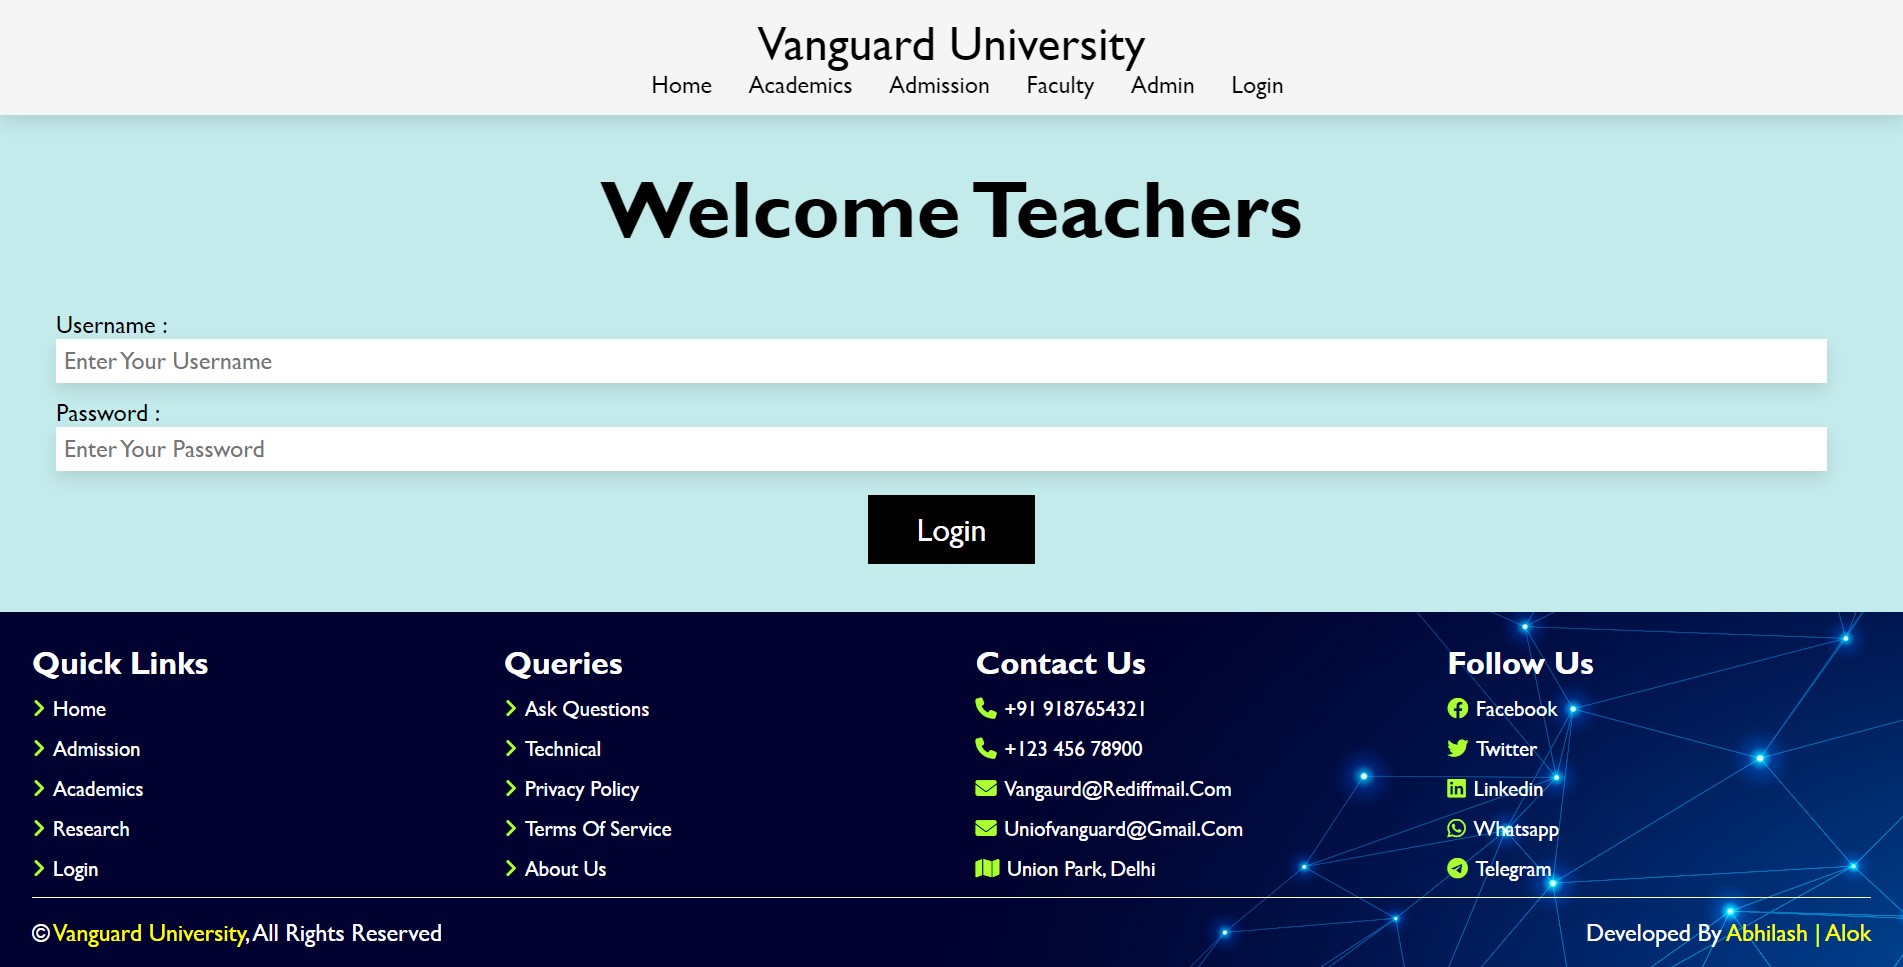 Vanguard University
Home Academics Admission Faculty Admin Login
Welcome Teachers
Username :
Enter Your Username
Password :
Enter Your Password
Login
Quick Links
Home
Admission
Academics
Research
Login
Queries
Ask Questions
Technical
Privacy Policy
Terms Of Service
About Us
Contact Us
+91 9187654321
+123 456 78900
Vangaurd@Rediffmail.Com
Uniofvanguard@Gmail.Com
Union Park, Delhi
Follow Us
Facebook
Twitter
Linkedin
Whatsapp
Telegram
© Vanguard University, All Rights Reserved
Developed By Abhilash | Alok